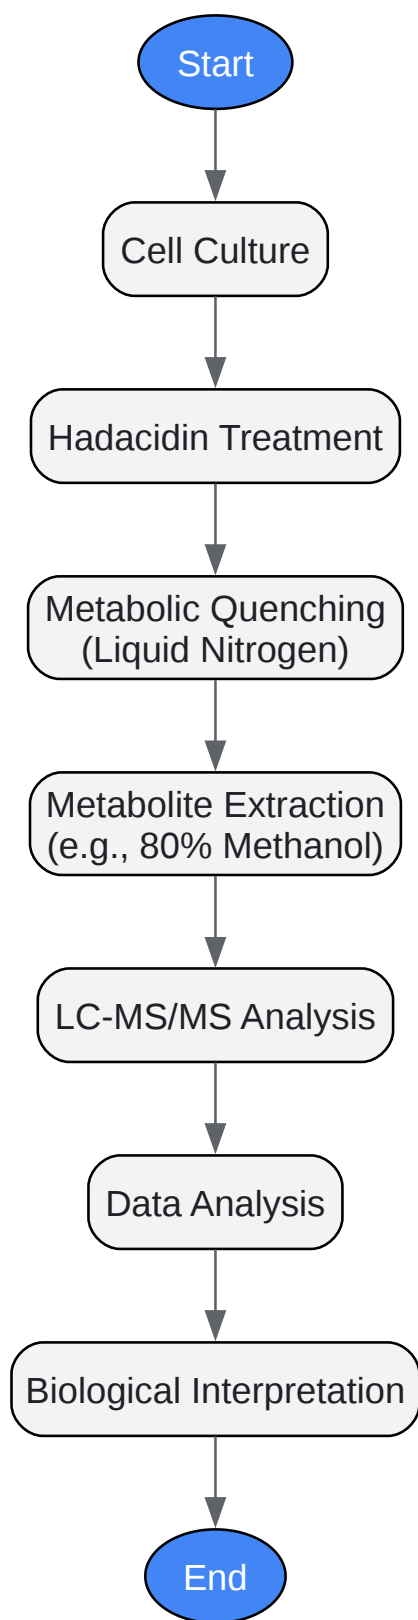 Start
Cell Culture
Hadacidin Treatment
Metabolic Quenching
(Liquid Nitrogen)
Metabolite Extraction
(e.g., 80% Methanol)
LC-MS/MS Analysis
Data Analysis
Biological Interpretation
End